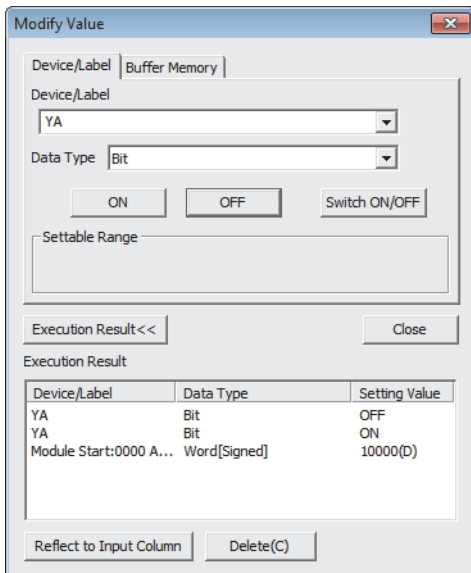 Modify Value
Device/Label Buffer Memory
Device/Label
YA
Data Type Bit
ON OFF Switch ON/OFF
Settable Range
Execution Result<< Close
Execution Result
Device/Label Data Type Setting Value
YA Bit OFF
YA Bit ON
Module Start:0000 A... Word[Signed] 10000(D)
Reflect to Input Column Delete(C)